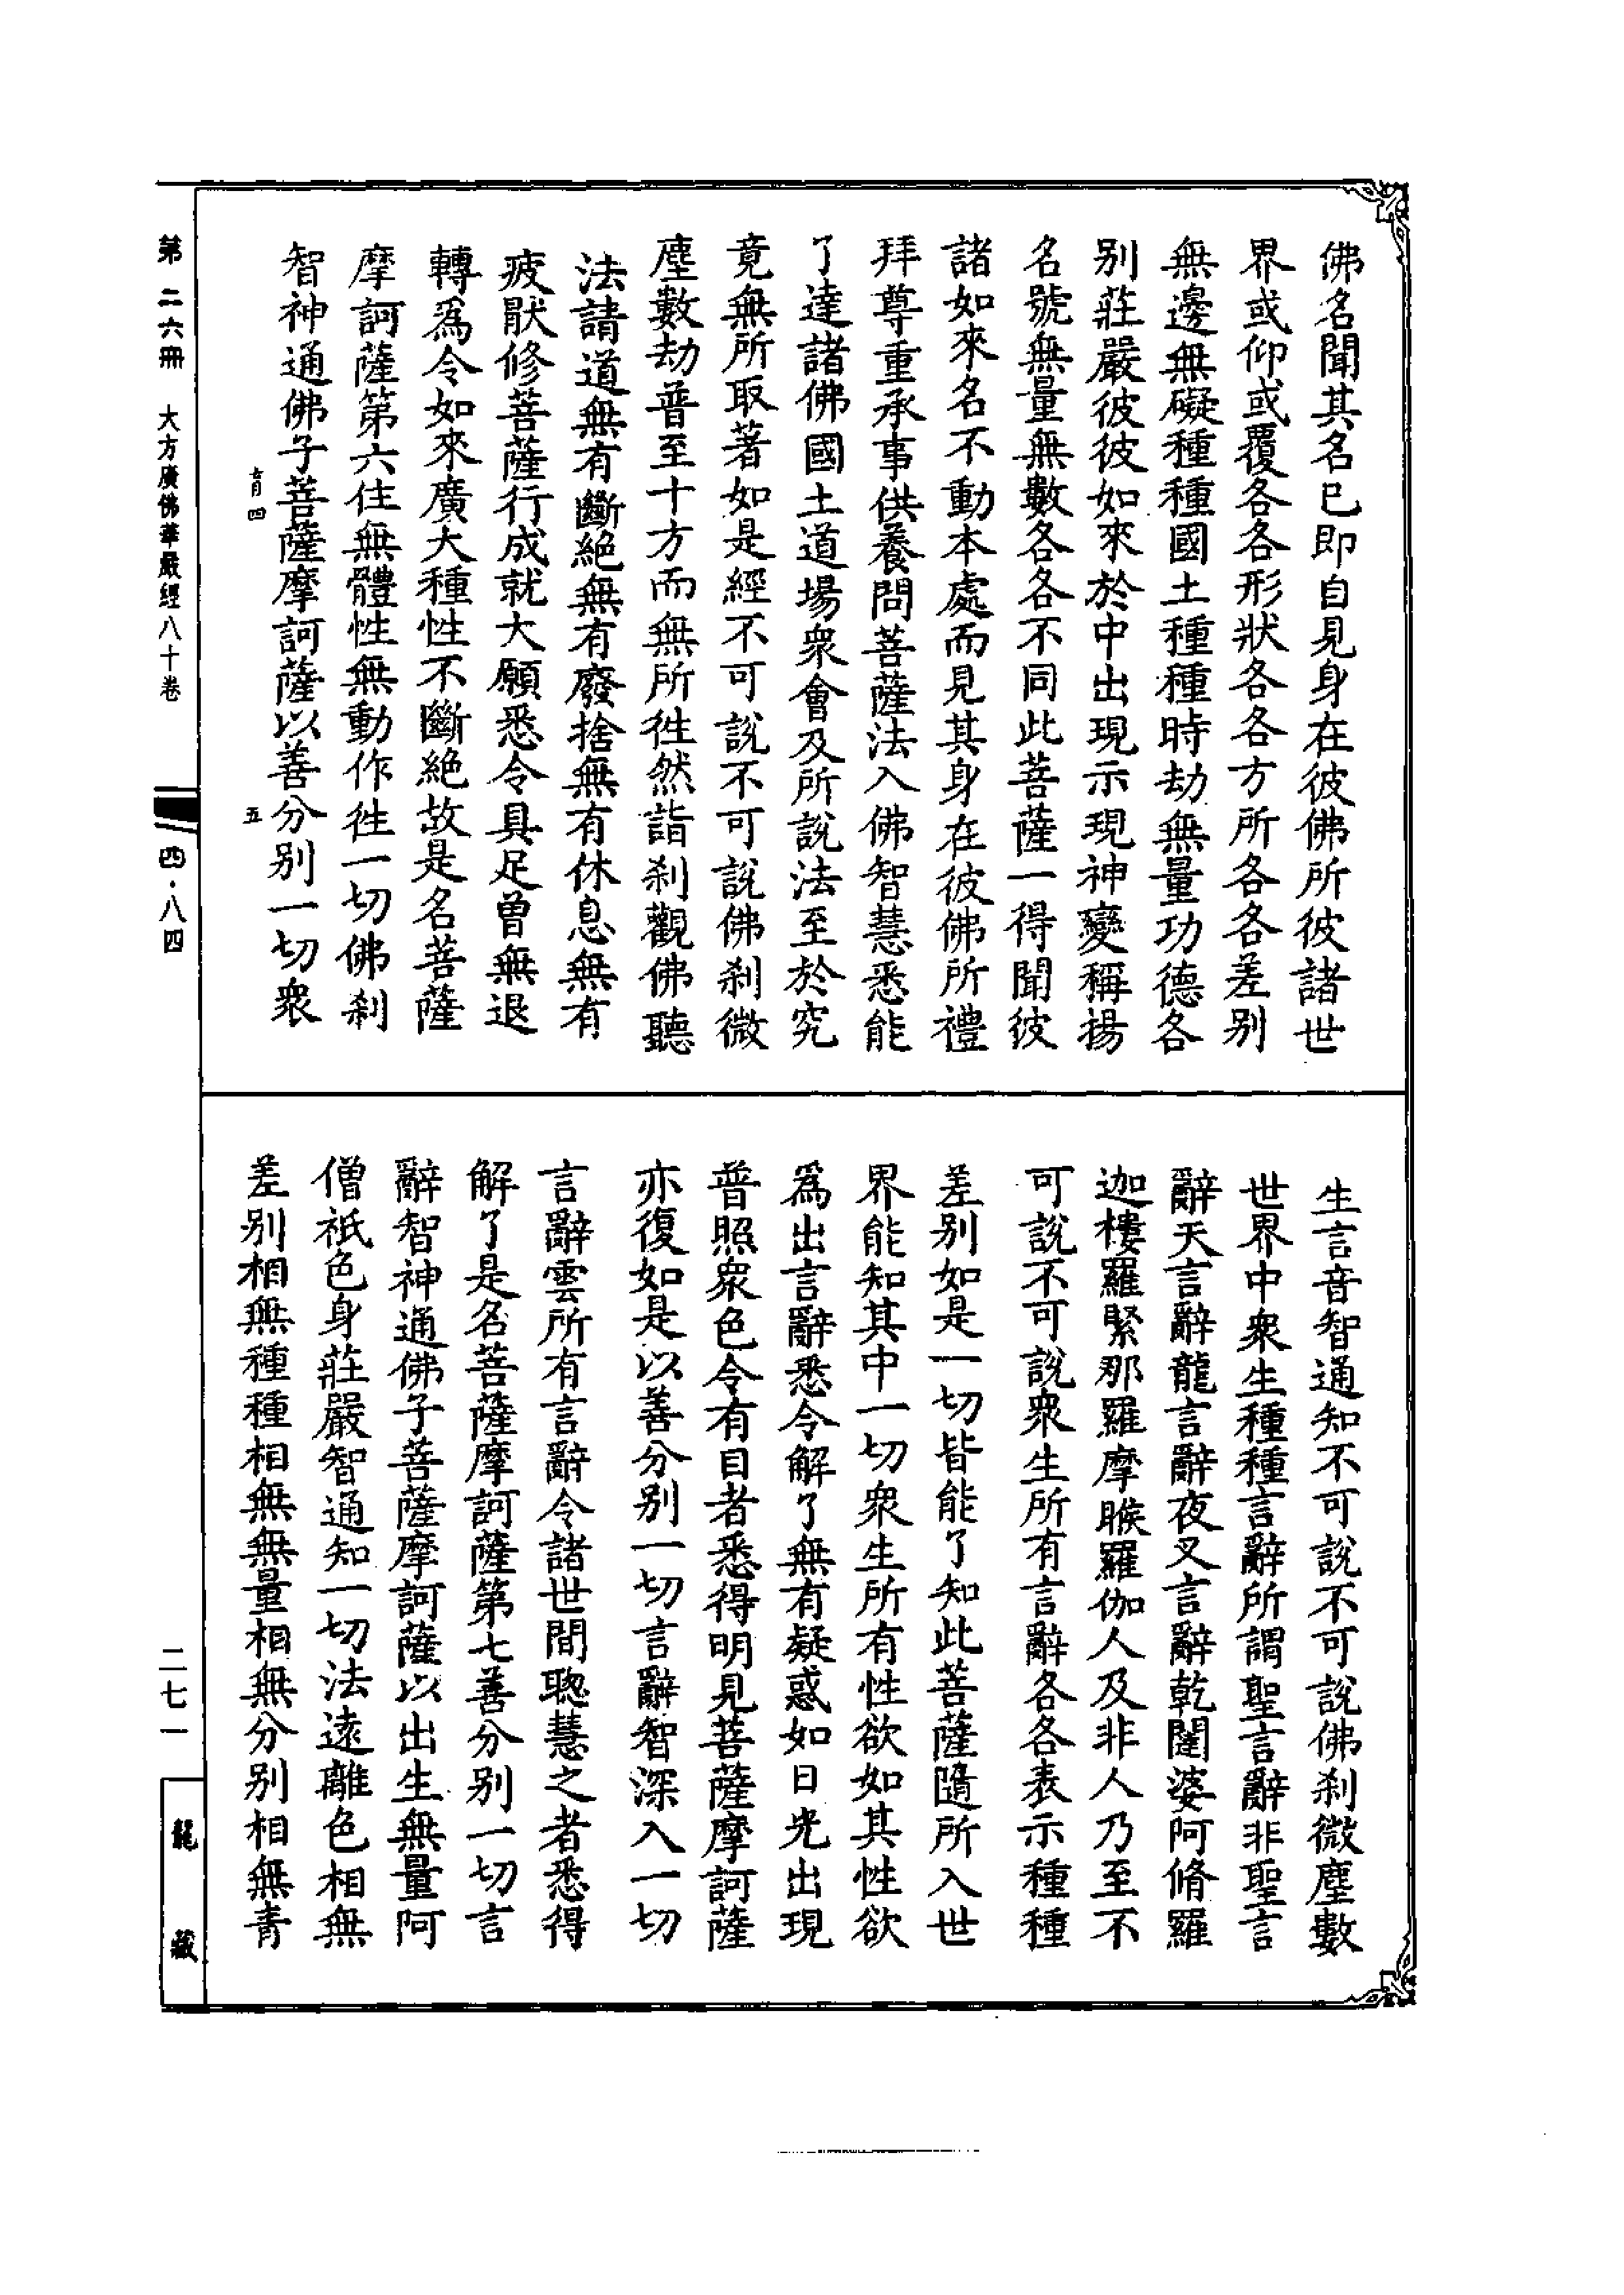 佛名聞其名已即自見身在彼佛所彼諸世
界或仰或覆各各形狀各各方所各各差别
無邊無礙種種國土種種時劫無量功德各
别莊嚴彼彼如來於中出現示現神變稱揚
名號無量無數各各不同此菩薩一得聞彼
諸如來名不動本處而見其身在彼佛所禮
拜尊重承事供養問菩薩法入佛智慧悉能
了達諸佛國土道場衆會及所說法至於究
竟無所取著如是經不可說不可說佛刹微
塵數劫普至十方而無所徃然詣刹觀佛聽
法請道無有斷絶無有廢捨無有休息無有
疲厭修菩薩行成就大願悉令具足曾無退
轉爲令如來廣大種性不斷絶故是名菩薩
摩訶薩第六住無體性無動作徃一切佛刹
智神通佛子菩薩摩訶薩以善分别一切衆
育四
五
生言音智通知不可說不可說佛刹微塵數
世界中衆生種種言辭所謂聖言辭非聖言
辭天言辭龍言辭夜叉言辭乾闥婆阿脩羅
迦樓羅緊那羅摩睺羅伽人及非人乃至不
可說不可說衆生所有言辭各各表示種種
差别如是一切皆能了知此菩薩隨所入世
界能知其中一切衆生所有性欲如其性欲
爲出言辭悉令解了無有疑惑如日光出現
普照衆色令有目者悉得明見菩薩摩訶薩
亦復如是以善分别一切言辭智深入一切
言辭雲所有言辭令諸世間聰慧之者悉得
解了是名菩薩摩訶薩第七善分别一切言
辭智神通佛子菩薩摩訶薩以出生無量阿
僧祇色身莊嚴智通知一切法遠離色相無
差别相無種種相無無量相無分别相無青
第二六冊 大方廣佛華嚴經八十卷
四·八四
二七一
龍藏